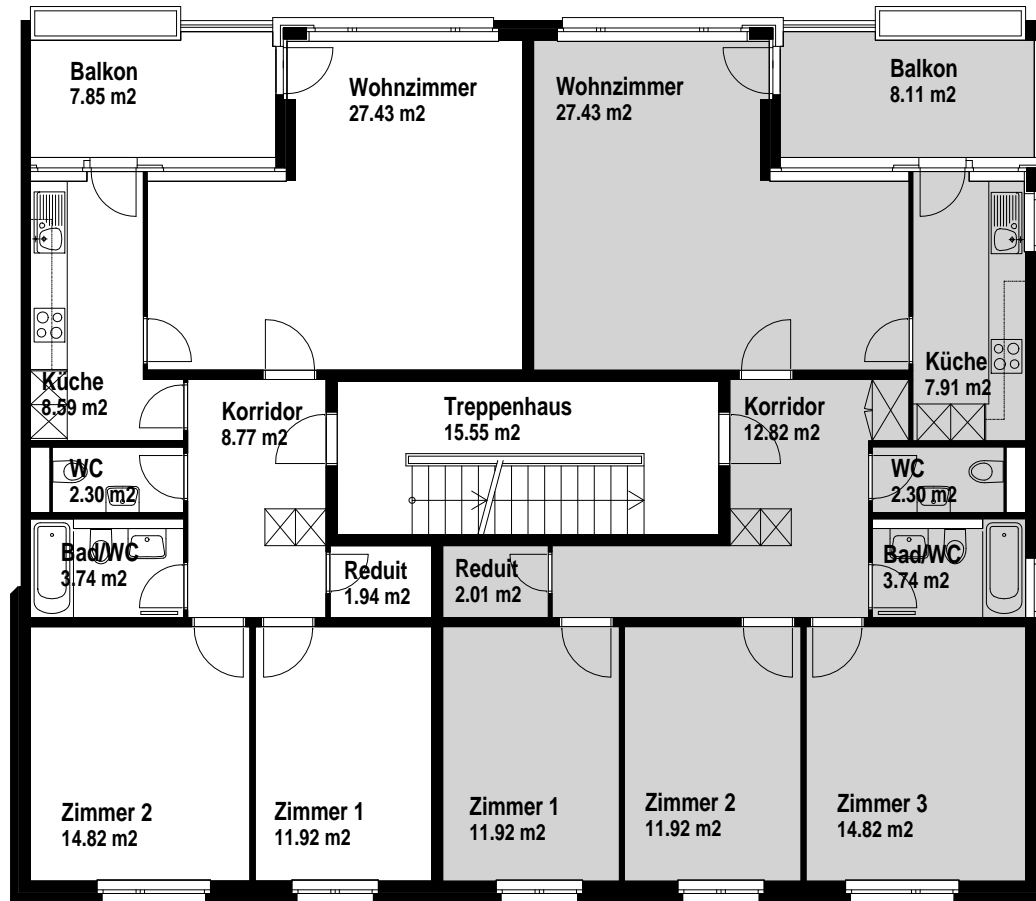 Balkon
7.85 m2
Wohnzimmer
27.43 m2
Wohnzimmer
27.43 m2
Balkon
8.11 m2
Küche
8.59 m2
Korridor
8.77 m2
Treppenhaus
15.55 m2
Korridor
12.82 m2
Küche
7.91 m2
WC
2.30 m2
WC
2.30 m2
Bad/WC
3.74 m2
Reduit
1.94 m2
Reduit
2.01 m2
Bad/WC
3.74 m2
Zimmer 2
14.82 m2
Zimmer 1
11.92 m2
Zimmer 1
11.92 m2
Zimmer 2
11.92 m2
Zimmer 3
14.82 m2